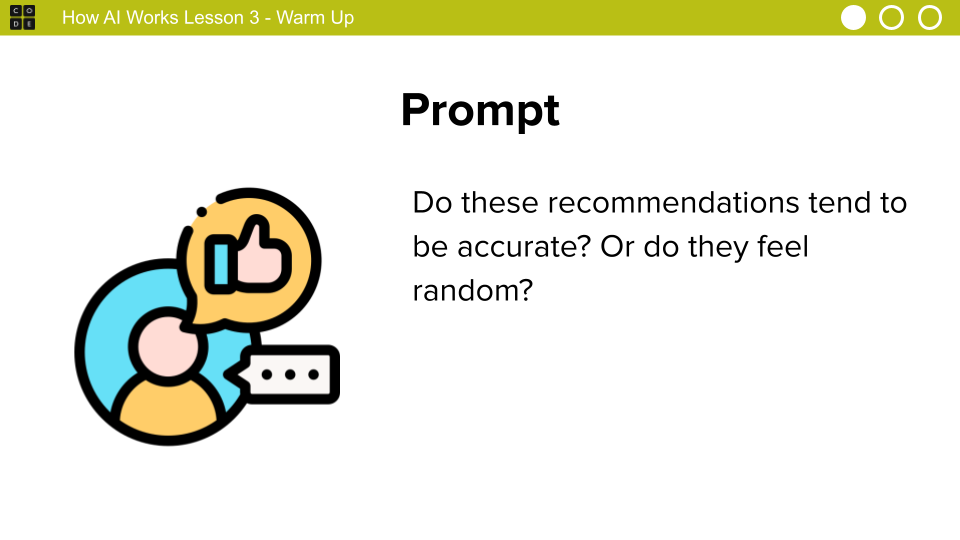 C O
D E
How AI Works Lesson 3 - Warm Up
Prompt
Do these recommendations tend to
be accurate? Or do they feel
random?